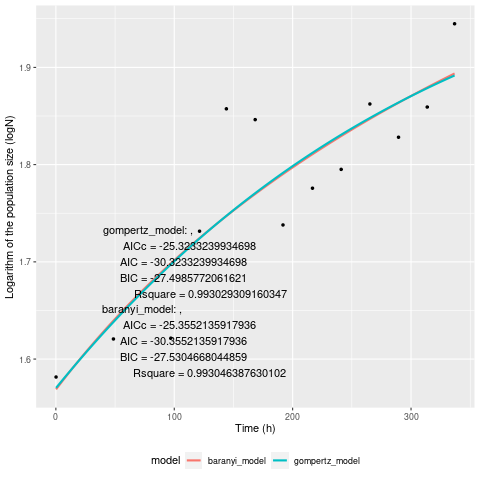 1.9
1.8
1.7
1.6
Logarithm of the population size (logN)
gompertz_model: ,
AICc = -25.3233239934698
AIC = -30.3233239934698
BIC = -27.4985772061621
Rsquare = 0.993029309160347
baranyi_model: ,
AICc = -25.3552135917936
AIC = -30.3552135917936
BIC = -27.5304668044859
Rsquare = 0.993046387630102
0 100 200 300
Time (h)
model baranyi_model gompertz_model